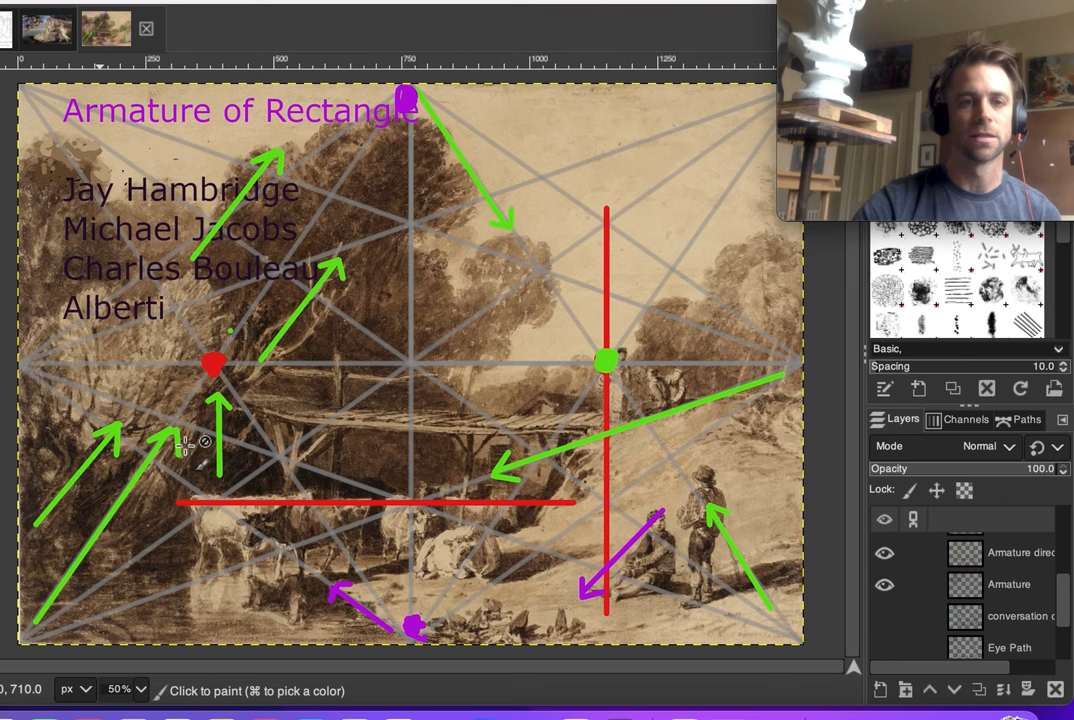 0
250
500
750
1000
1250
Armature of Rectangle
Jay Hambridge
Michael Jacobs
Charles Bouleau
Alberti
Basic,
Spacing 10.0
Layers Channels Paths
Mode Normal
Opacity 100.0
Lock:
Armature direc
Armature
conversation c
Eye Path
0, 710.0 px 50% Click to paint (⌘ to pick a color)